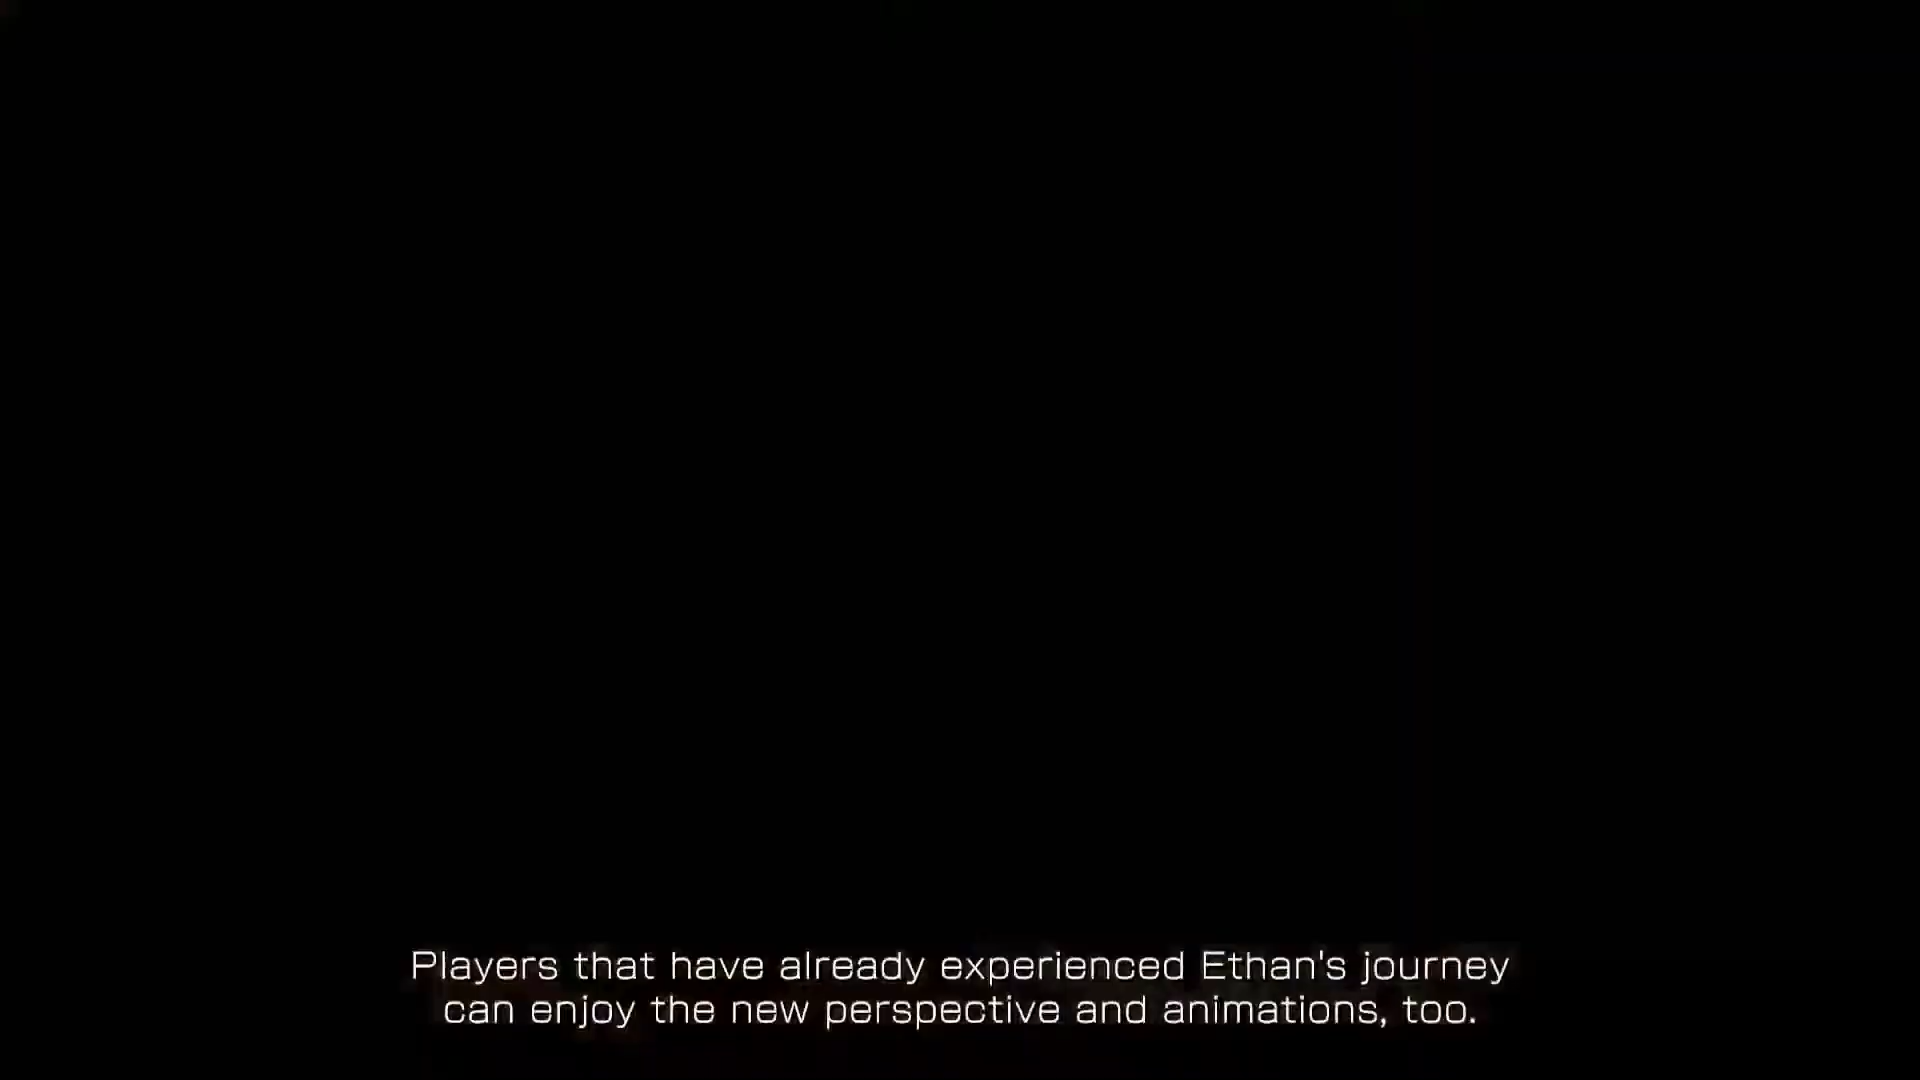 Players that have already experienced Ethan's journey
can enjoy the new perspective and animations, too.